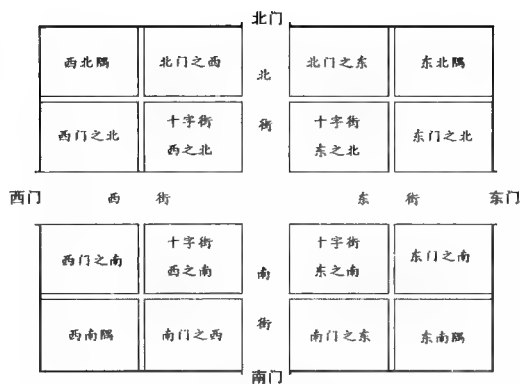 北门
西北隅 北门之西 北 北门之东 东北隅
西门之北 十字街 街 十字街 东门之北
西之北 东之北
西门 西 街 东 街 东门
西门之南 十字街 南 十字街 东门之南
西之南 东之南
西南隅 南门之西 街 南门之东 东南隅
南门